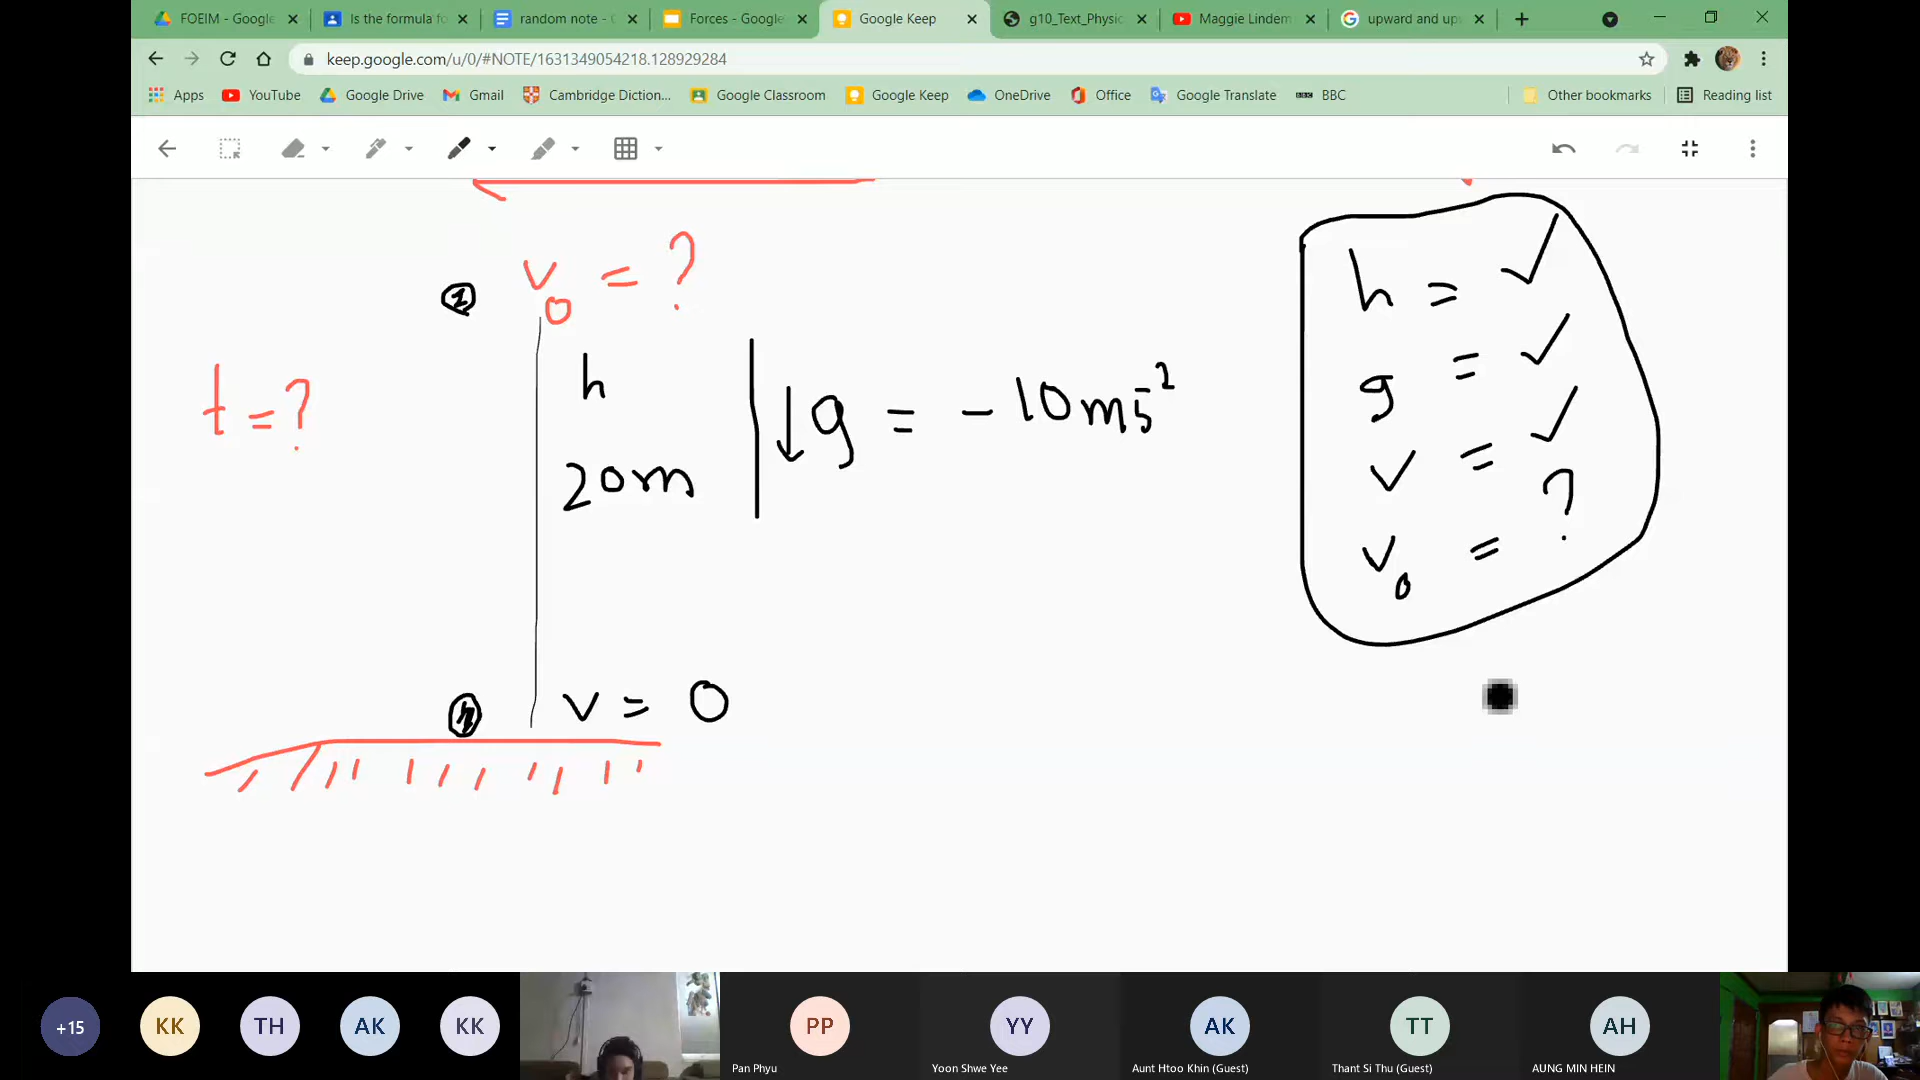 FOEIM - Google
Is the formula fo
random note - G
Forces - Google
Google Keep
g10_Text_Physic
Maggie Lindem
upward and up
keep.google.com/u/0/#NOTE/1631349054218.128929284
Apps
YouTube
Google Drive
Gmail
Cambridge Diction...
Google Classroom
Google Keep
OneDrive
Office
Google Translate
BBC
Other bookmarks
Reading list
v₀ = ?
h = ✓
g = ✓
v = ✓
v₀ = ?
t = ?
h
20m
↓g = -10ms⁻²
v = 0
+15
KK
TH
AK
KK
PP
YY
AK
TT
AH
Pan Phyu
Yoon Shwe Yee
Aunt Htoo Khin (Guest)
Thant Si Thu (Guest)
AUNG MIN HEIN